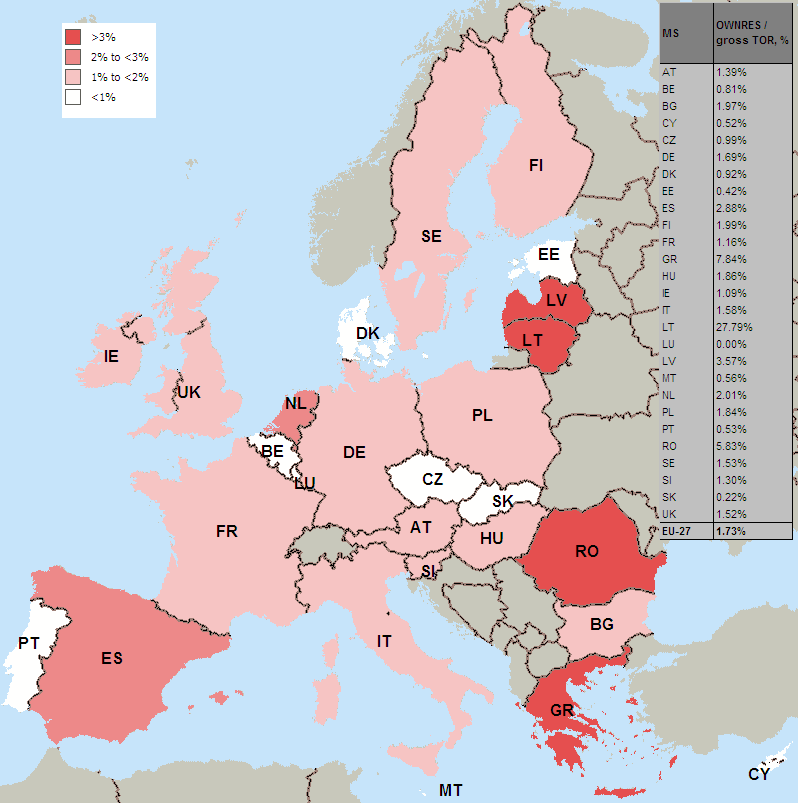 >3%
2% to <3%
1% to <2%
<1%
MS OWNRES / gross TOR, %
AT 1.39%
BE 0.81%
BG 1.97%
CY 0.52%
CZ 0.99%
DE 1.69%
DK 0.92%
EE 0.42%
ES 2.88%
FI 1.99%
FR 1.16%
GR 7.84%
HU 1.86%
IE 1.09%
IT 1.58%
LT 27.79%
LU 0.00%
LV 3.57%
MT 0.56%
NL 2.01%
PL 1.84%
PT 0.53%
RO 5.83%
SE 1.53%
SI 1.30%
SK 0.22%
UK 1.52%
EU-27 1.73%
FI
SE
EE
LV
DK
LT
IE
UK
NL
PL
BE
DE
CZ
LU
SK
FR
AT
HU
RO
SI
BG
PT
IT
ES
GR
CY
MT